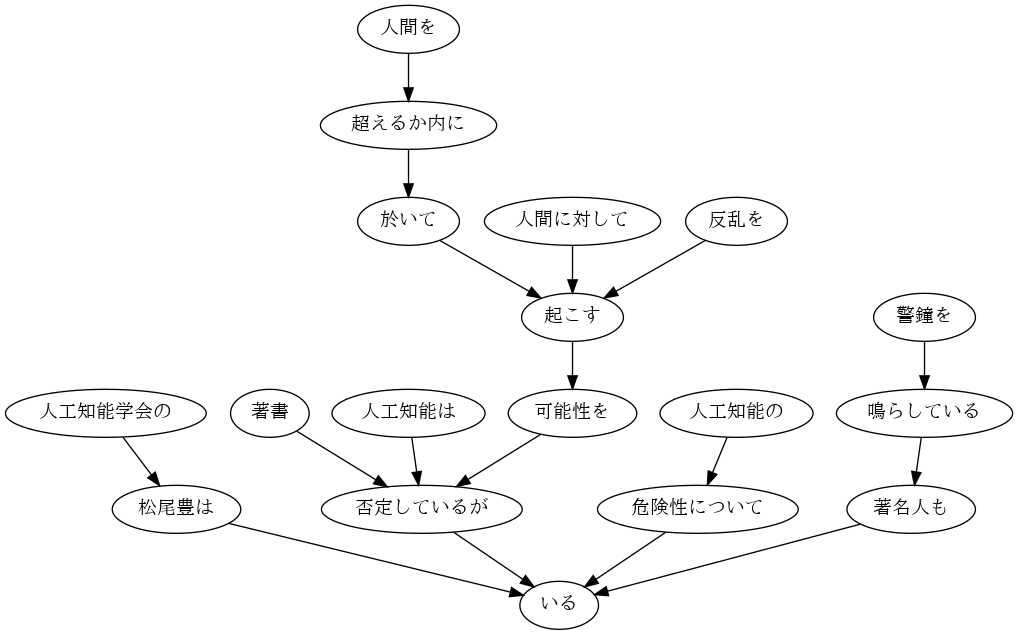 人間を
超えるか内に
於いて
人間に対して
反乱を
起こす
警鐘を
人工知能学会の
著書
人工知能は
可能性を
人工知能の
鳴らしている
松尾豊は
否定しているが
危険性について
著名人も
いる